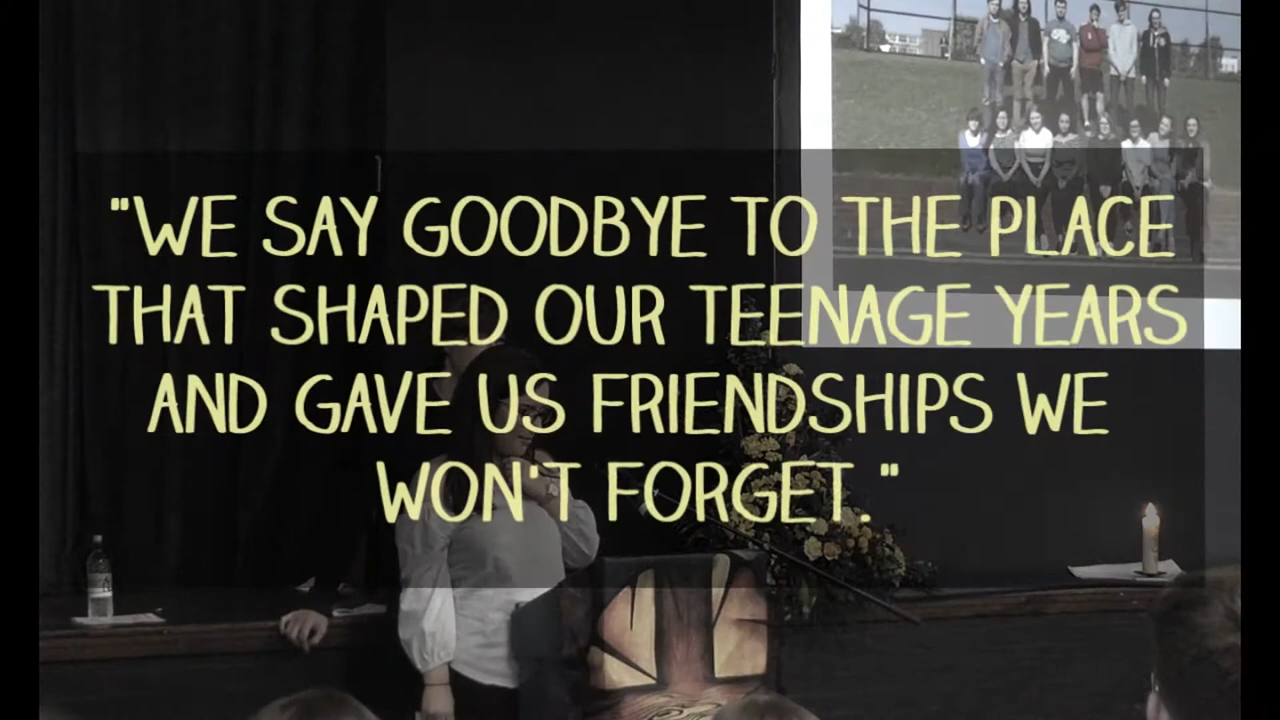 "WE SAY GOODBYE TO THE PLACE
THAT SHAPED OUR TEENAGE YEARS
AND GAVE US FRIENDSHIPS WE
WON'T FORGET."